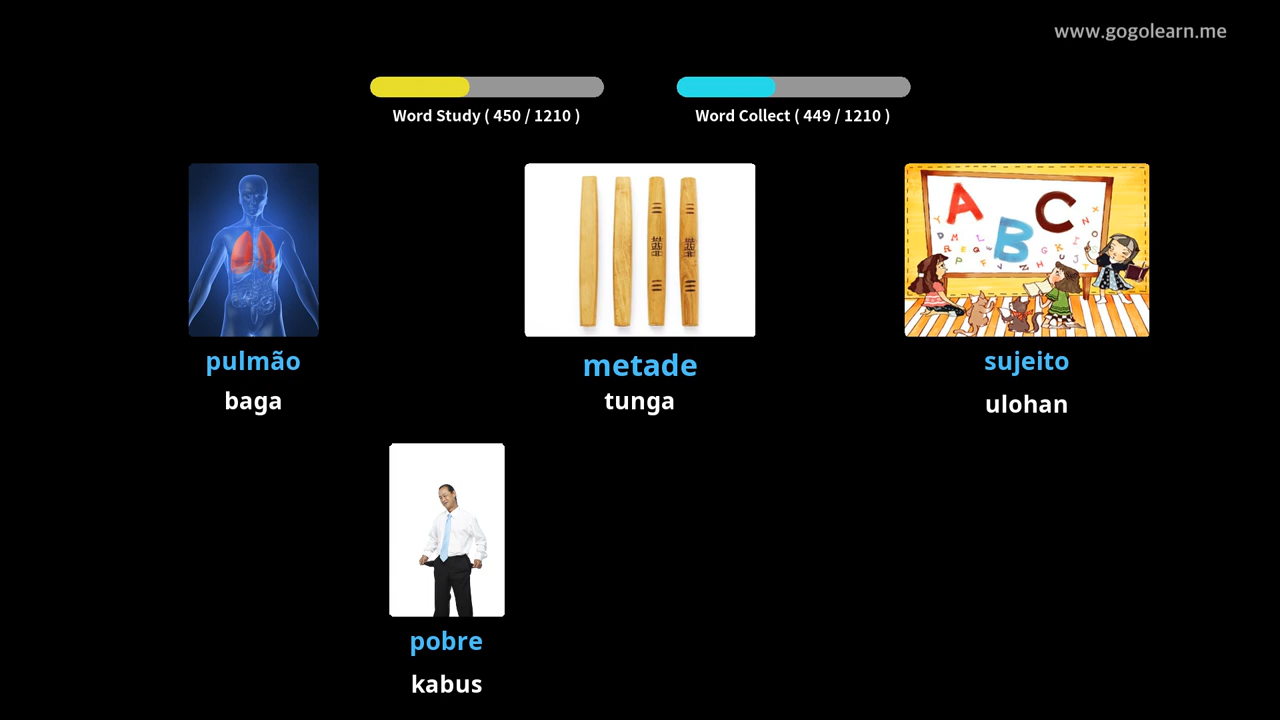 www.gogolearn.me
Word Study ( 450 / 1210 )
Word Collect ( 449 / 1210 )
A
B
C
pulmão
baga
metade
tunga
sujeito
ulohan
pobre
kabus